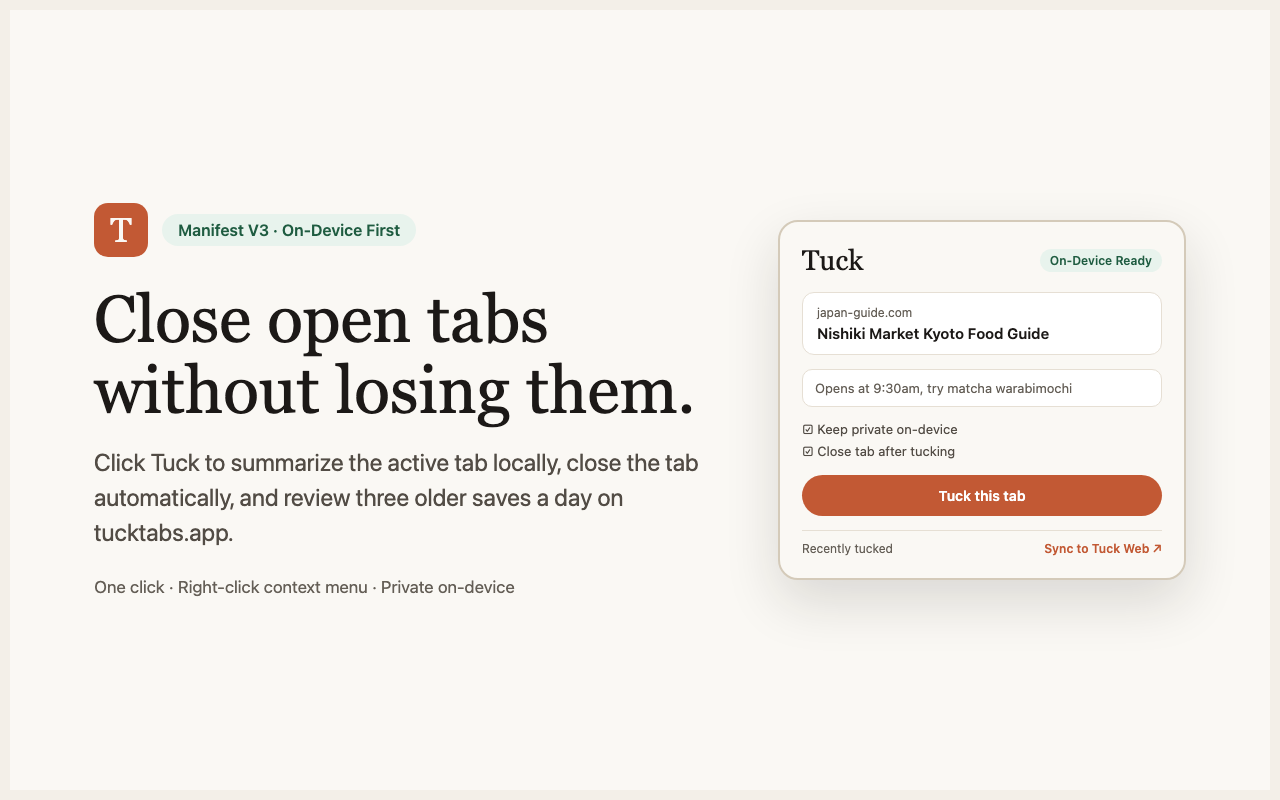 T
Manifest V3 · On-Device First
Close open tabs
without losing them.
Click Tuck to summarize the active tab locally, close the tab
automatically, and review three older saves a day on
tucktabs.app.
One click · Right-click context menu · Private on-device
Tuck
On-Device Ready
japan-guide.com
Nishiki Market Kyoto Food Guide
Opens at 9:30am, try matcha warabimochi
☑ Keep private on-device
☑ Close tab after tucking
Tuck this tab
Recently tucked
Sync to Tuck Web ↗